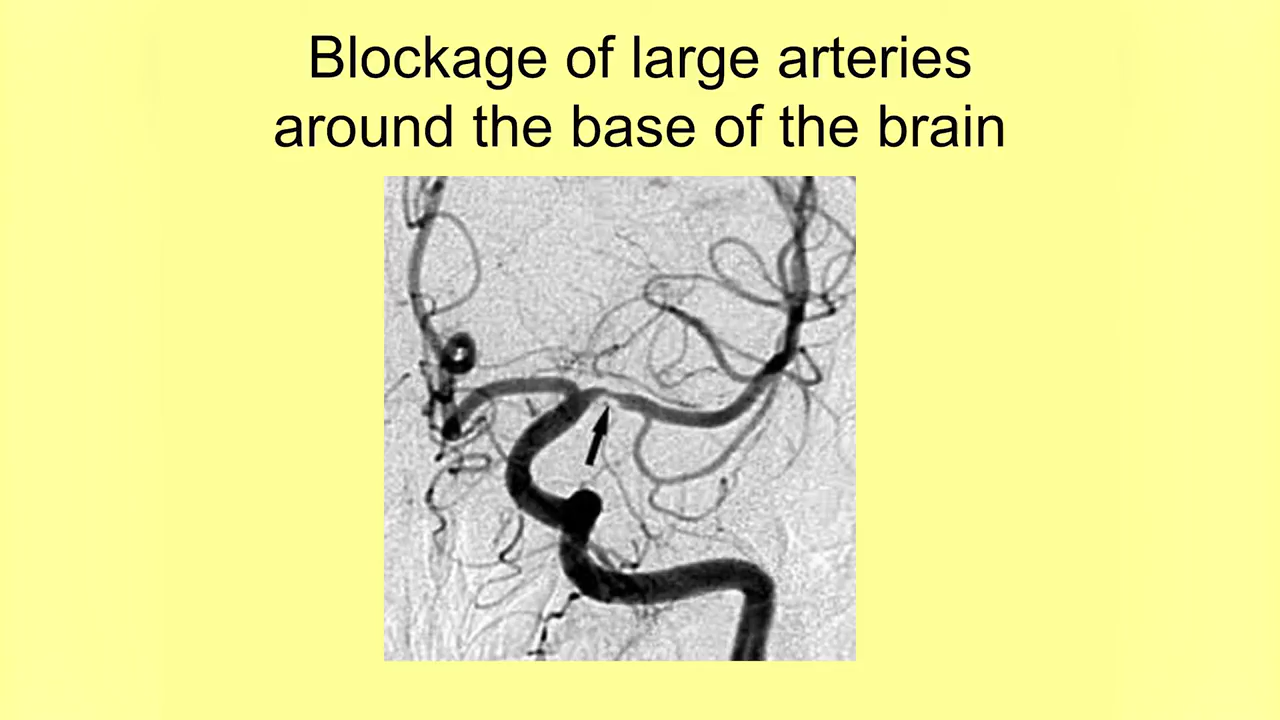 Blockage of large arteries
around the base of the brain